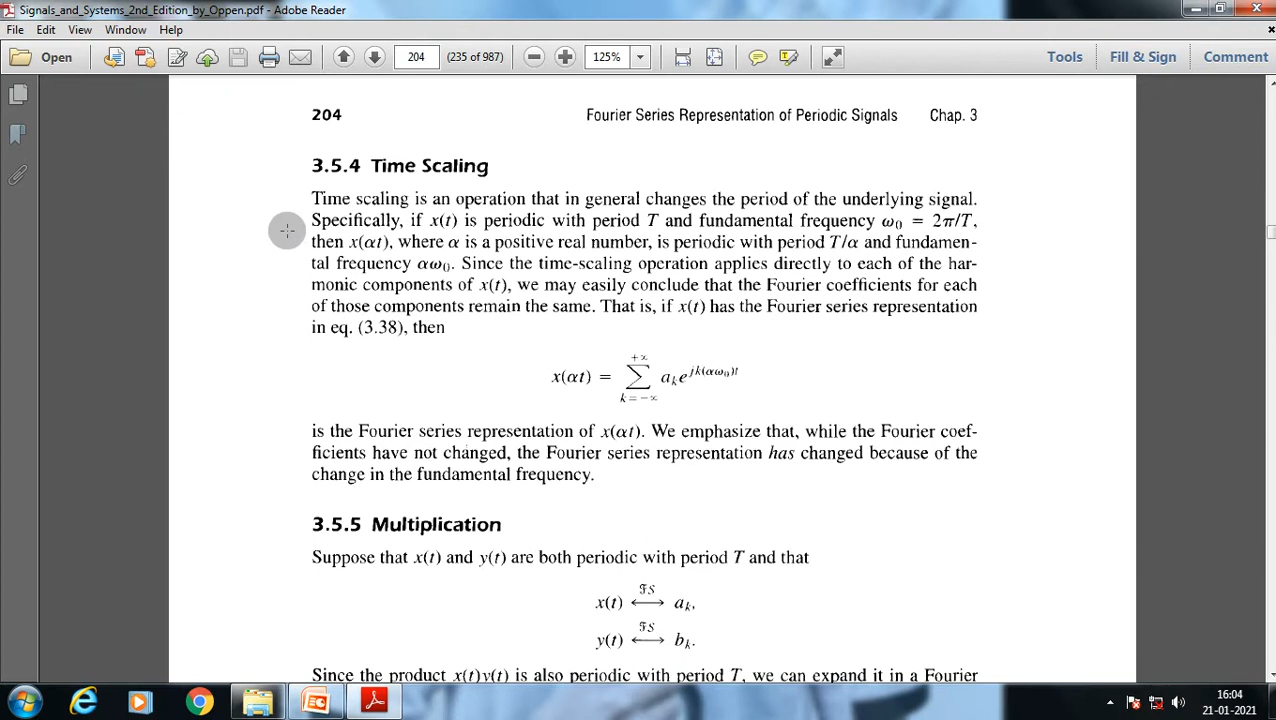 Signals_and_Systems_2nd_Edition_by_Oppen.pdf - Adobe Reader
File Edit View Window Help
Open 204 (235 of 987) 125% Tools Fill & Sign Comment
204 Fourier Series Representation of Periodic Signals Chap. 3
3.5.4 Time Scaling
Time scaling is an operation that in general changes the period of the underlying signal.
Specifically, if x(t) is periodic with period T and fundamental frequency ω₀ = 2π/T,
then x(αt), where α is a positive real number, is periodic with period T/α and fundamen-
tal frequency αω₀. Since the time-scaling operation applies directly to each of the har-
monic components of x(t), we may easily conclude that the Fourier coefficients for each
of those components remain the same. That is, if x(t) has the Fourier series representation
in eq. (3.38), then
x(αt) = ∑_{k=-∞}^{+∞} a_k e^{jk(αω₀)t}
is the Fourier series representation of x(αt). We emphasize that, while the Fourier coef-
ficients have not changed, the Fourier series representation has changed because of the
change in the fundamental frequency.
3.5.5 Multiplication
Suppose that x(t) and y(t) are both periodic with period T and that
x(t) ⟷^{ℱS} a_k,
y(t) ⟷^{ℱS} b_k.
Since the product x(t)y(t) is also periodic with period T, we can expand it in a Fourier
16:04
21-01-2021